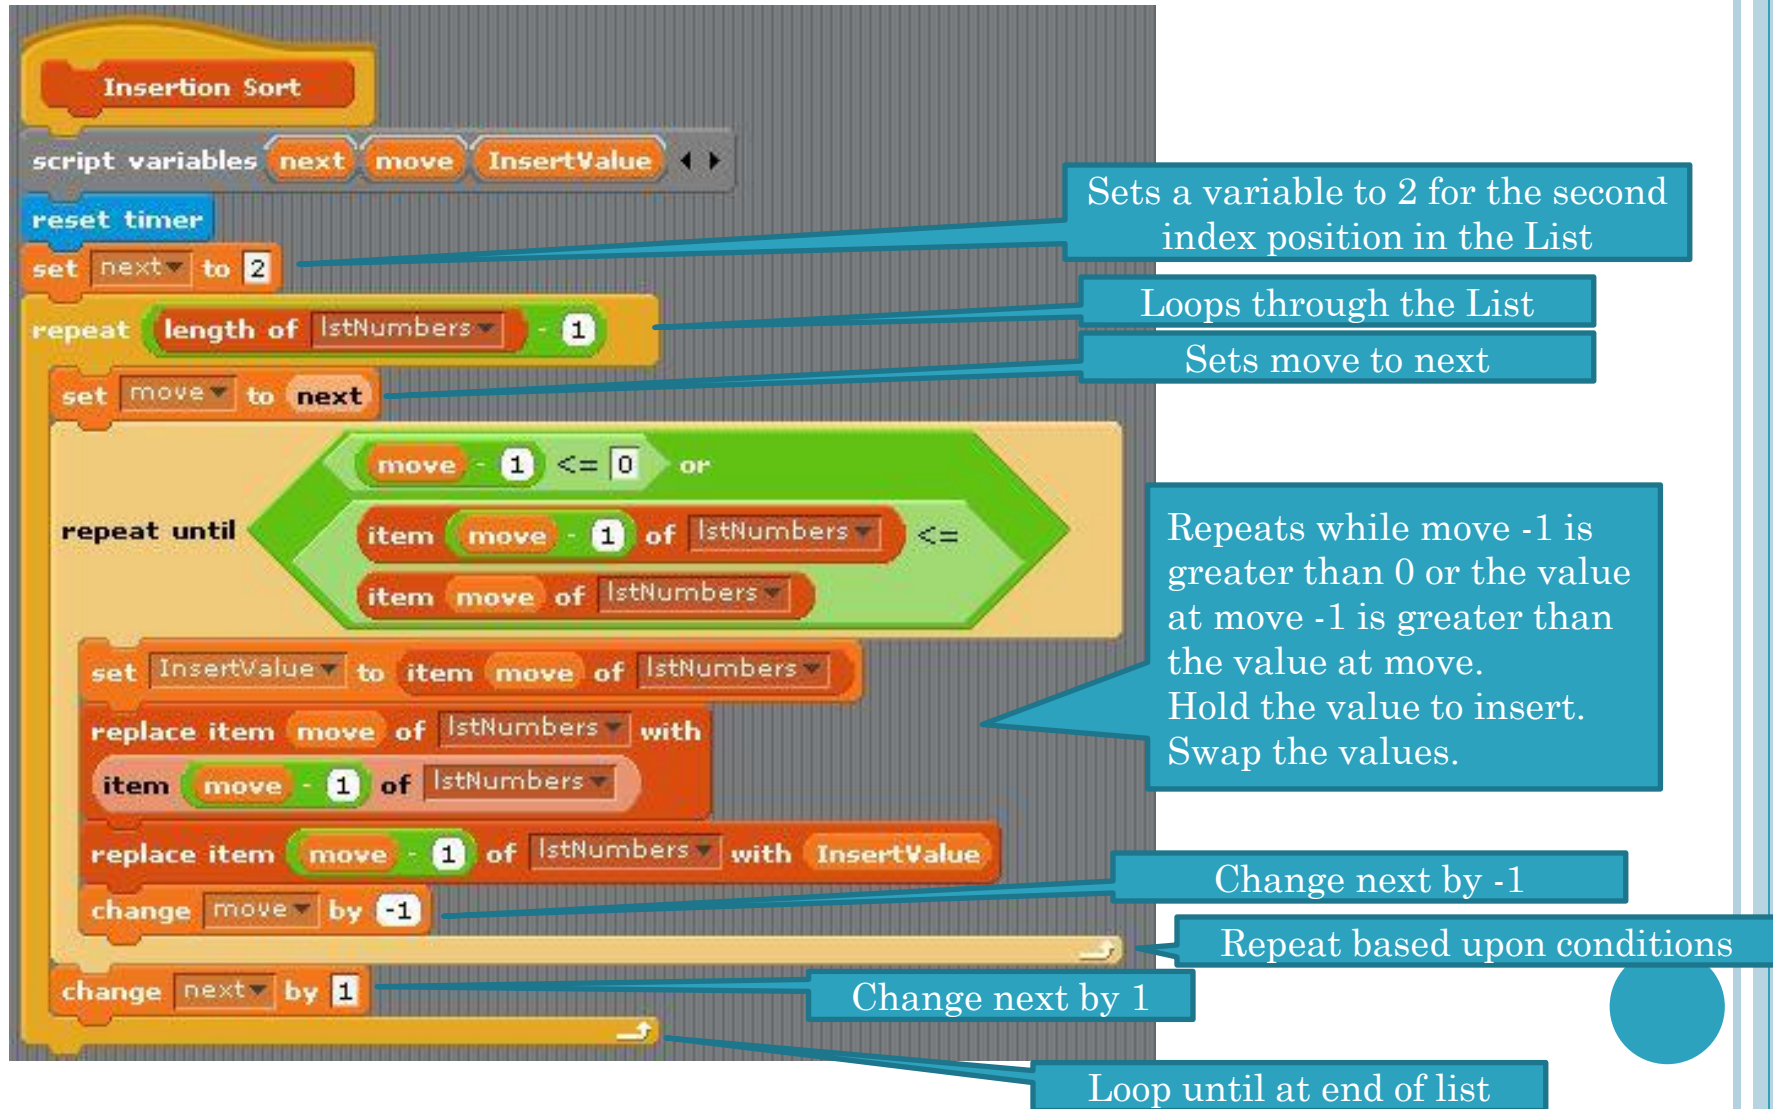 Insertion Sort
script variables next move InsertValue
reset timer
set next to 2
repeat length of lstNumbers - 1
set move to next
move - 1 <= 0 or
repeat until
item move - 1 of lstNumbers <=
item move of lstNumbers
set InsertValue to item move of lstNumbers
replace item move of lstNumbers with
item move - 1 of lstNumbers
replace item move - 1 of lstNumbers with InsertValue
change move by -1
change next by 1
Sets a variable to 2 for the second
index position in the List
Loops through the List
Sets move to next
Repeats while move -1 is
greater than 0 or the value
at move -1 is greater than
the value at move.
Hold the value to insert.
Swap the values.
Change next by -1
Repeat based upon conditions
Change next by 1
Loop until at end of list